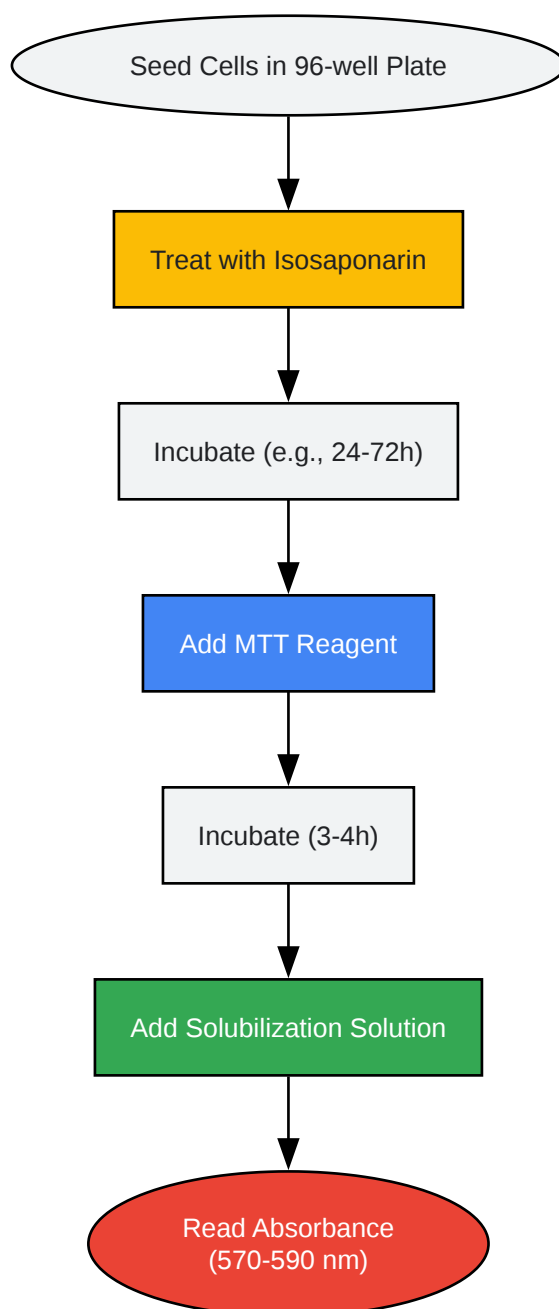 Seed Cells in 96-well Plate
Treat with Isosaponarin
Incubate (e.g., 24-72h)
Add MTT Reagent
Incubate (3-4h)
Add Solubilization Solution
Read Absorbance
(570-590 nm)